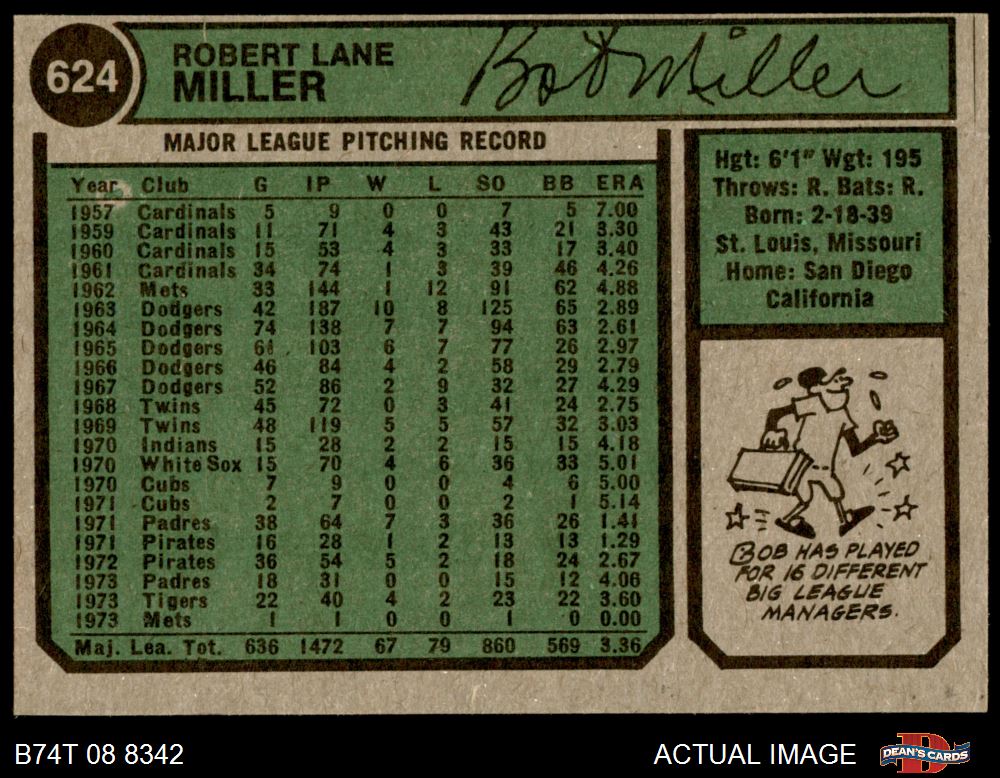 624
ROBERT LANE
MILLER
Bob Miller
MAJOR LEAGUE PITCHING RECORD
Year Club G IP W L SO BB ERA
1957 Cardinals 5 9 0 0 7 5 7.00
1959 Cardinals 11 71 4 3 43 21 3.30
1960 Cardinals 15 53 4 3 33 17 3.40
1961 Cardinals 34 74 1 3 39 46 4.26
1962 Mets 33 144 1 12 91 62 4.88
1963 Dodgers 42 187 10 8 125 65 2.89
1964 Dodgers 74 138 7 7 94 63 2.61
1965 Dodgers 61 103 6 7 77 26 2.97
1966 Dodgers 46 84 4 2 58 29 2.79
1967 Dodgers 52 86 2 9 32 27 4.29
1968 Twins 45 72 0 3 41 24 2.75
1969 Twins 48 119 5 5 57 32 3.03
1970 Indians 15 28 2 2 15 15 4.18
1970 White Sox 15 70 4 6 36 33 5.01
1970 Cubs 7 9 0 0 4 6 5.00
1971 Cubs 2 7 0 0 2 1 5.14
1971 Padres 38 64 7 3 36 26 1.41
1971 Pirates 16 28 1 2 13 13 1.29
1972 Pirates 36 54 5 2 18 24 2.67
1973 Padres 18 31 0 0 15 12 4.06
1973 Tigers 22 40 4 2 23 22 3.60
1973 Mets 1 1 0 0 1 0 0.00
Maj. Lea. Tot. 636 1472 67 79 860 569 3.36
Hgt: 6'1" Wgt: 195
Throws: R. Bats: R.
Born: 2-18-39
St. Louis, Missouri
Home: San Diego
California
BOB HAS PLAYED
FOR 16 DIFFERENT
BIG LEAGUE
MANAGERS.
B74T 08 8342
ACTUAL IMAGE
DEAN'S CARDS